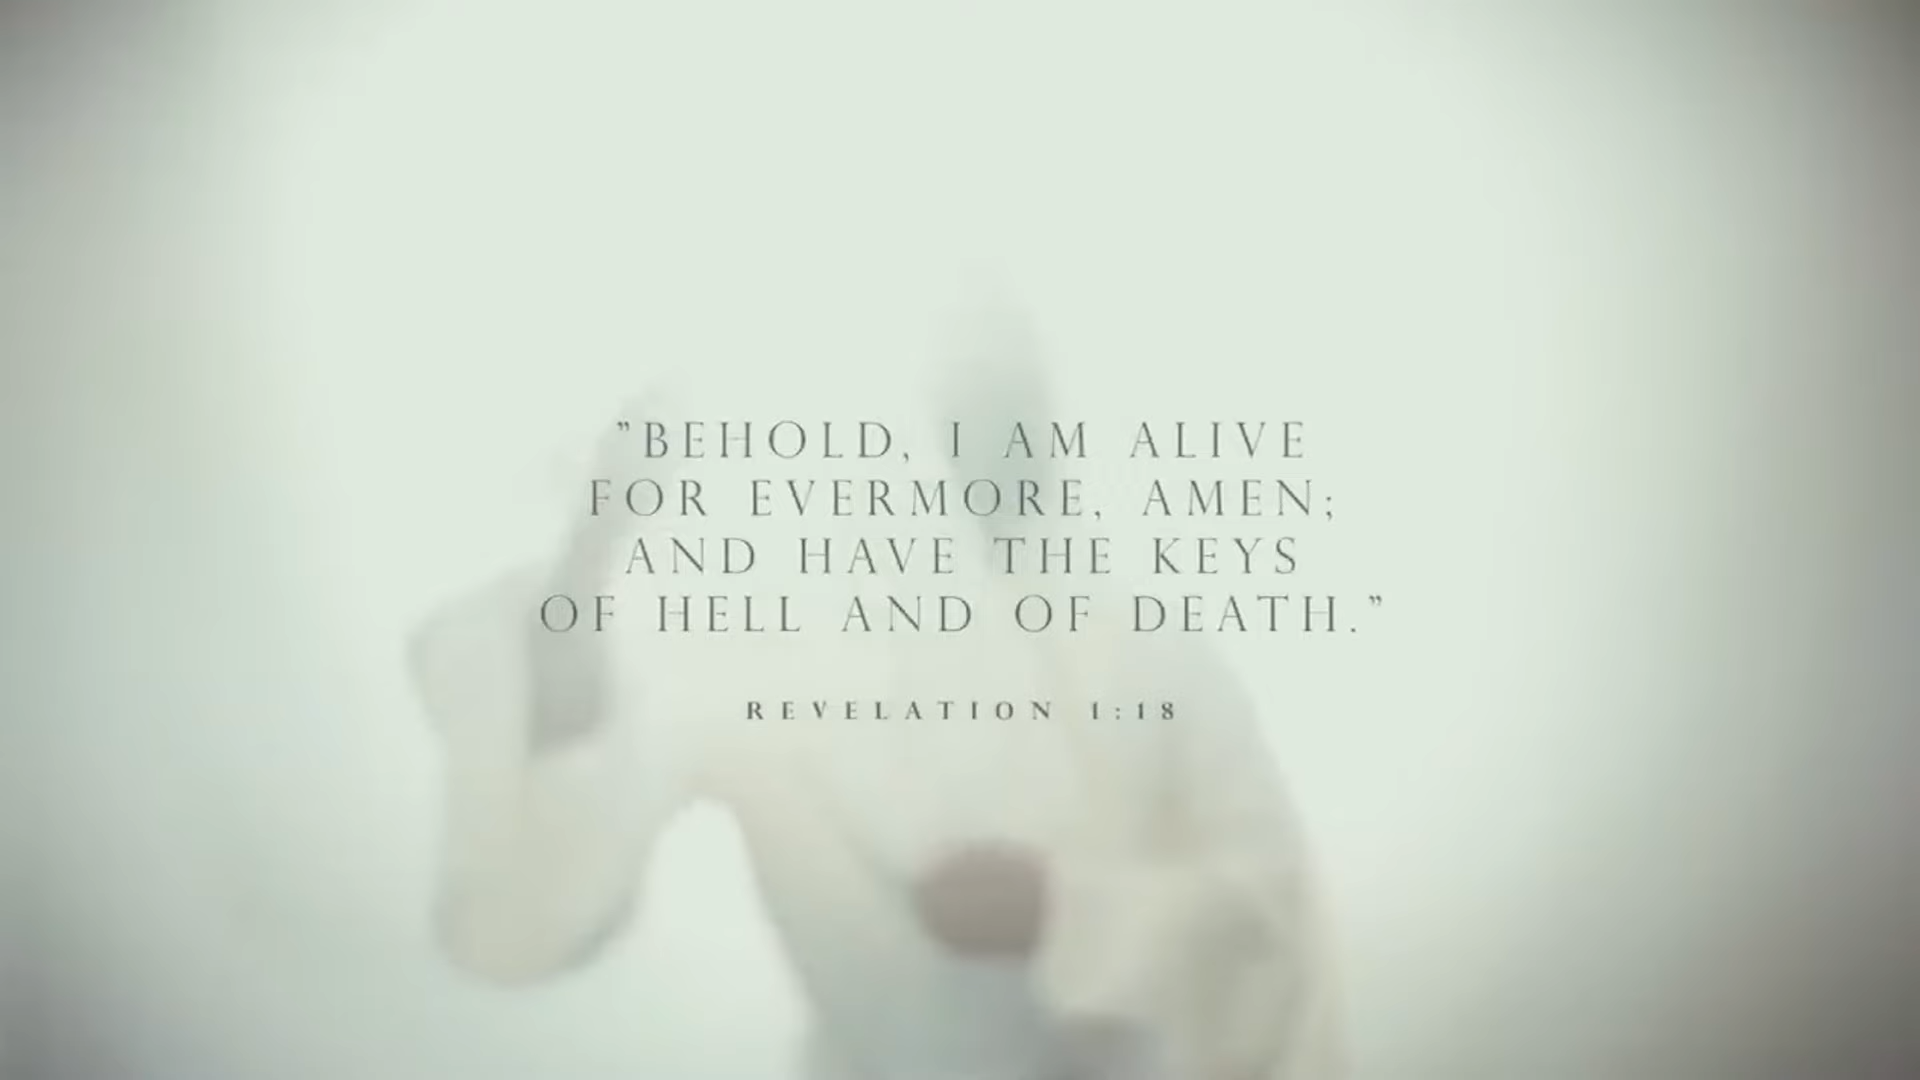 "BEHOLD, I AM ALIVE
FOR EVERMORE, AMEN;
AND HAVE THE KEYS
OF HELL AND OF DEATH."
REVELATION 1:18